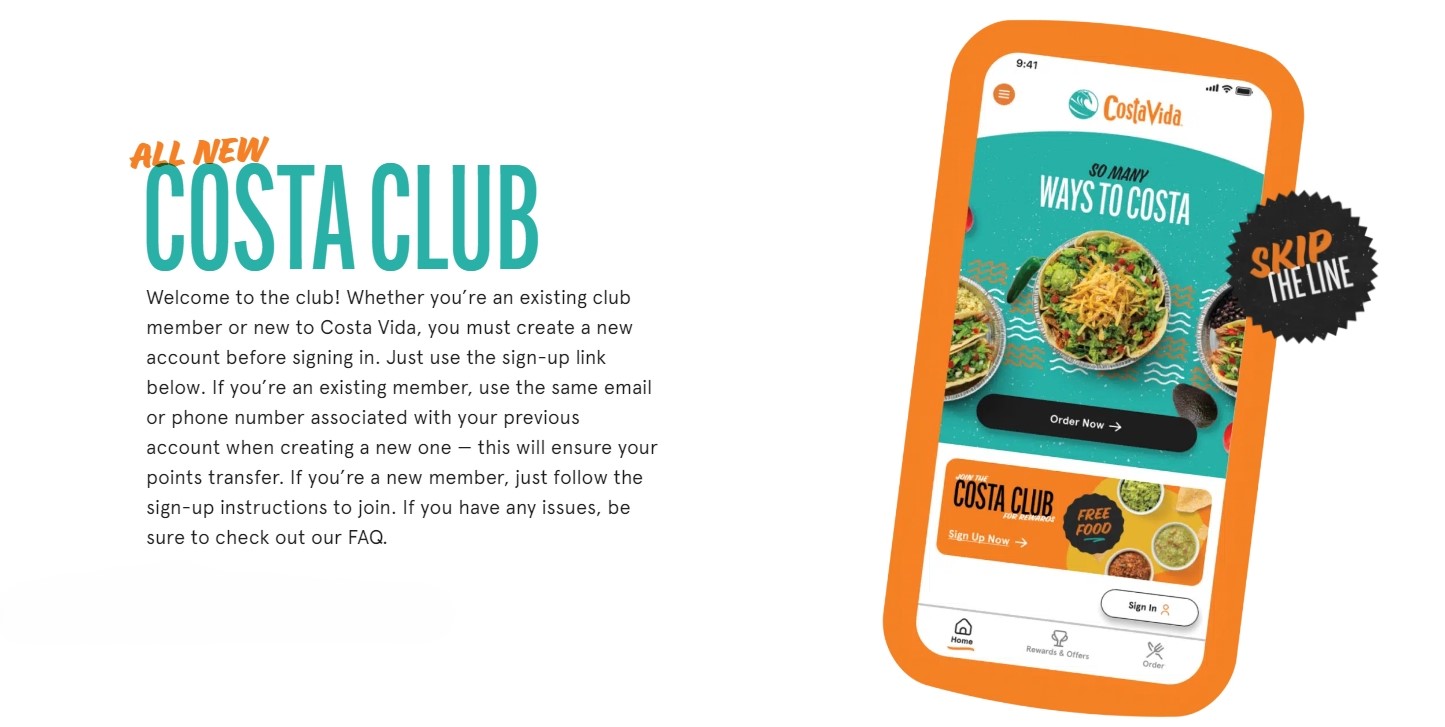 ALL NEW
COSTA CLUB
Welcome to the club! Whether you’re an existing club
member or new to Costa Vida, you must create a new
account before signing in. Just use the sign-up link
below. If you’re an existing member, use the same email
or phone number associated with your previous
account when creating a new one — this will ensure your
points transfer. If you’re a new member, just follow the
sign-up instructions to join. If you have any issues, be
sure to check out our FAQ.
9:41
CostaVida
SO MANY
WAYS TO COSTA
SKIP
THE LINE
Order Now →
JOIN THE
COSTA CLUB
FOR REWARDS
FREE
FOOD
Sign Up Now →
Sign In
Home
Rewards & Offers
Order